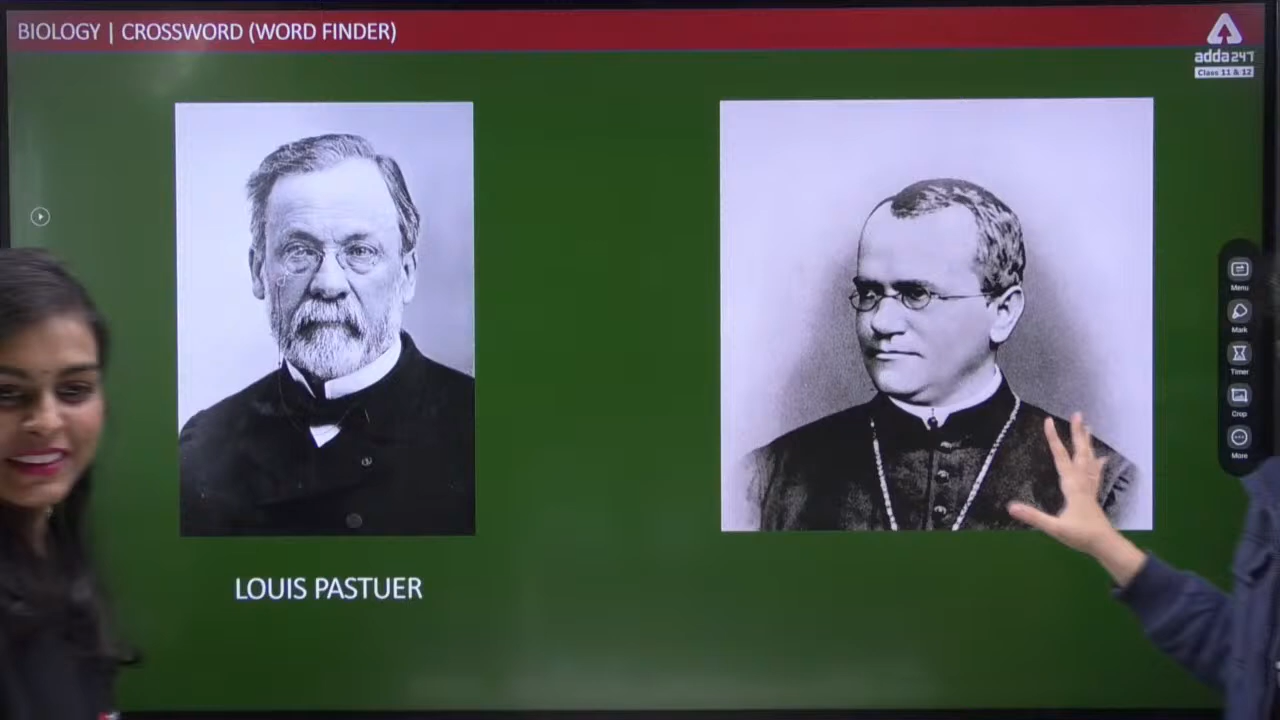 BIOLOGY | CROSSWORD (WORD FINDER)
adda247
Class 11 & 12
Menu
Mark
Timer
Crop
More
LOUIS PASTUER